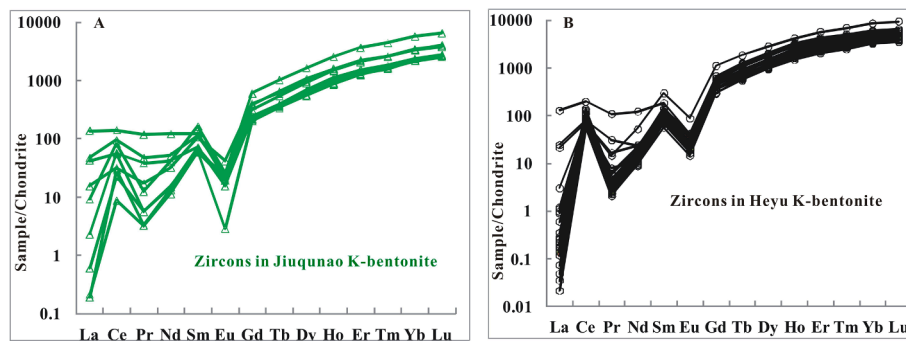 A
Sample/Chondrite
10000
1000
100
10
1
0.1
Zircons in Jiuqunao K-bentonite
La Ce Pr Nd Sm Eu Gd Tb Dy Ho Er Tm Yb Lu
B
Sample/Chondrite
10000
1000
100
10
1
0.1
0.01
Zircons in Heyu K-bentonite
La Ce Pr Nd Sm Eu Gd Tb Dy Ho Er Tm Yb Lu